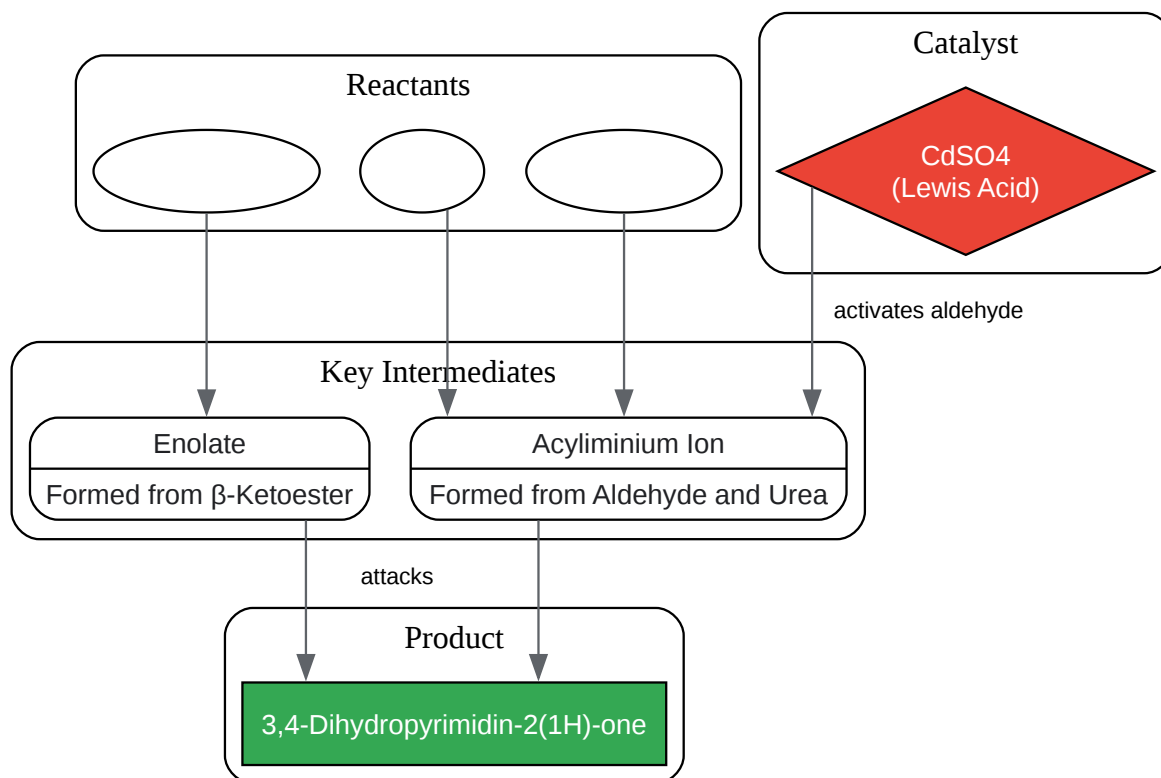 Catalyst
Reactants
CdSO4
(Lewis Acid)
activates aldehyde
Key Intermediates
Enolate
Formed from β-Ketoester
Acyliminium Ion
Formed from Aldehyde and Urea
attacks
Product
3,4-Dihydropyrimidin-2(1H)-one